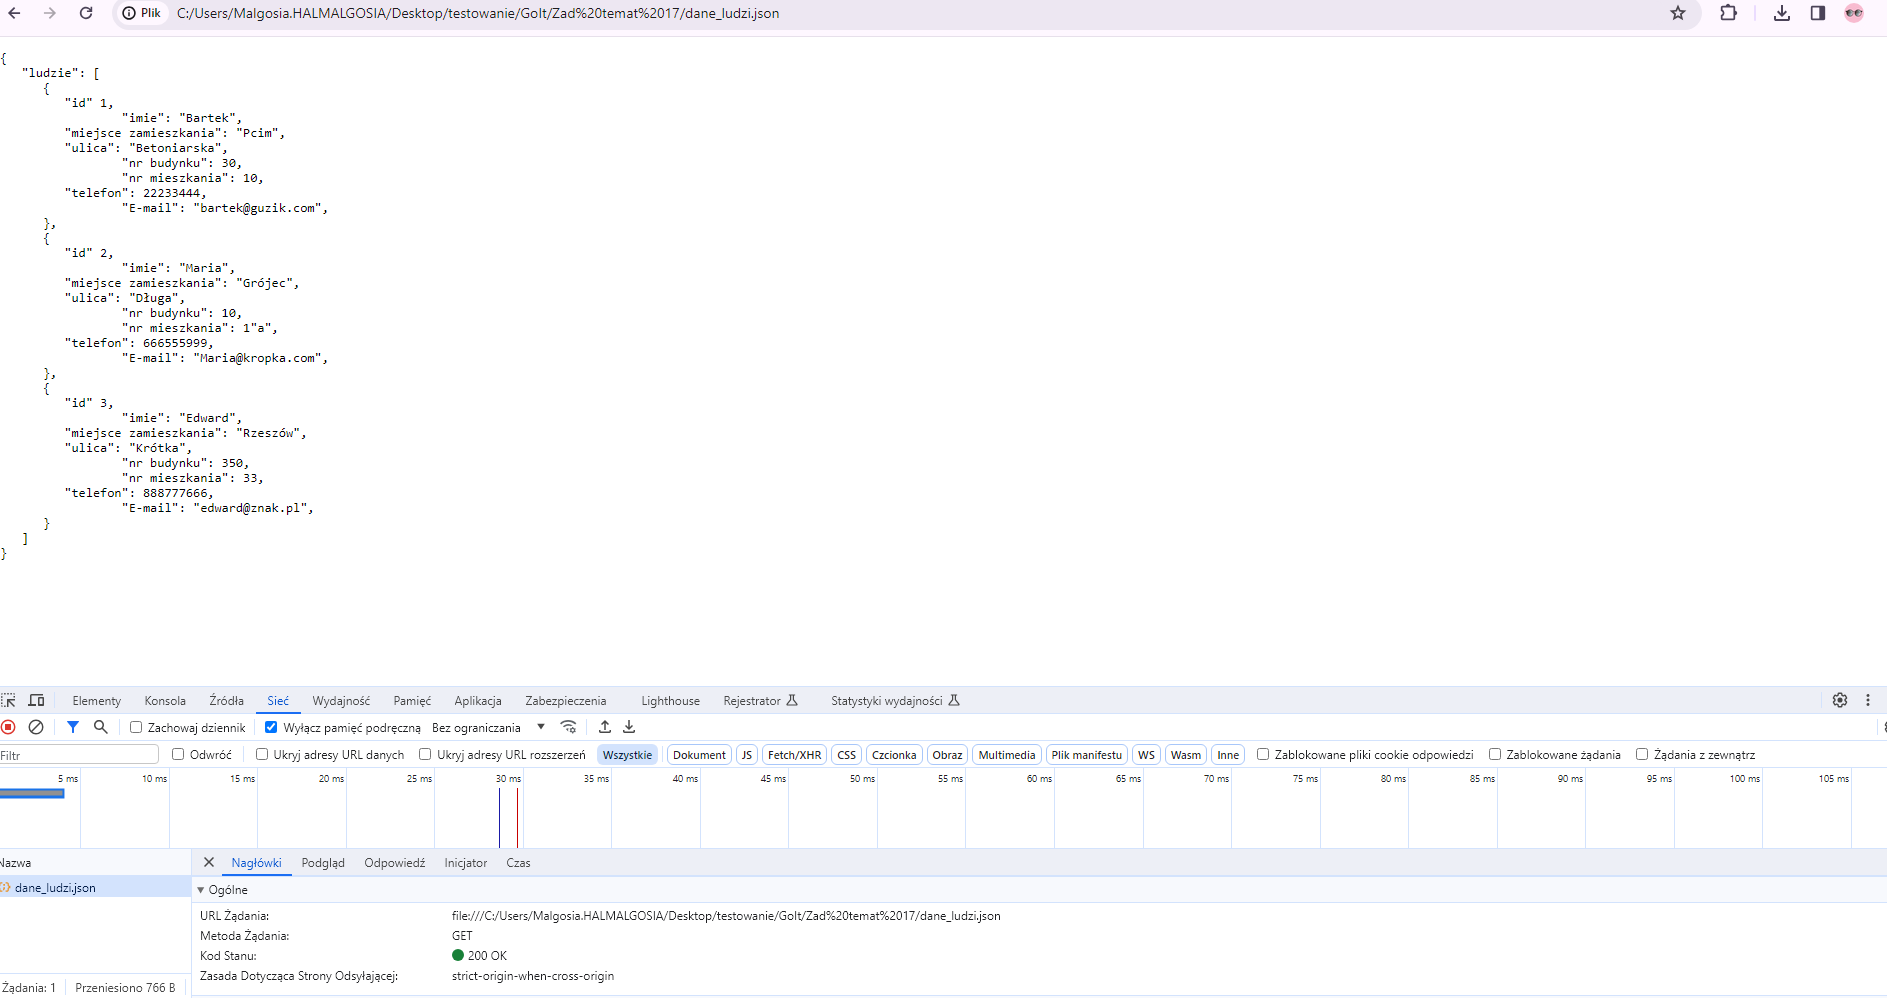 Plik C:/Users/Malgosia.HALMALGOSIA/Desktop/testowanie/GoIt/Zad%20temat%2017/dane_ludzi.json
{
"ludzie": [
{
"id" 1,
"imie": "Bartek",
"miejsce zamieszkania": "Pcim",
"ulica": "Betoniarska",
"nr budynku": 30,
"nr mieszkania": 10,
"telefon": 22233444,
"E-mail": "bartek@guzik.com",
},
{
"id" 2,
"imie": "Maria",
"miejsce zamieszkania": "Grójec",
"ulica": "Długa",
"nr budynku": 10,
"nr mieszkania": 1"a",
"telefon": 666555999,
"E-mail": "Maria@kropka.com",
},
{
"id" 3,
"imie": "Edward",
"miejsce zamieszkania": "Rzeszów",
"ulica": "Krótka",
"nr budynku": 350,
"nr mieszkania": 33,
"telefon": 888777666,
"E-mail": "edward@znak.pl",
}
]
}
Elementy Konsola Źródła Sieć Wydajność Pamięć Aplikacja Zabezpieczenia Lighthouse Rejestrator Statystyki wydajności
Zachowaj dziennik Wyłącz pamięć podręczną Bez ograniczania
Filtr Odwróć Ukryj adresy URL danych Ukryj adresy URL rozszerzeń Wszystkie Dokument JS Fetch/XHR CSS Czcionka Obraz Multimedia Plik manifestu WS Wasm Inne Zablokowane pliki cookie odpowiedzi Zablokowane żądania Żądania z zewnątrz
5 ms 10 ms 15 ms 20 ms 25 ms 30 ms 35 ms 40 ms 45 ms 50 ms 55 ms 60 ms 65 ms 70 ms 75 ms 80 ms 85 ms 90 ms 95 ms 100 ms 105 ms
Nazwa Nagłówki Podgląd Odpowiedź Inicjator Czas
dane_ludzi.json Ogólne
URL Żądania: file:///C:/Users/Malgosia.HALMALGOSIA/Desktop/testowanie/GoIt/Zad%20temat%2017/dane_ludzi.json
Metoda Żądania: GET
Kod Stanu: 200 OK
Zasada Dotycząca Strony Odsyłającej: strict-origin-when-cross-origin
Żądania: 1 Przeniesiono 766 B